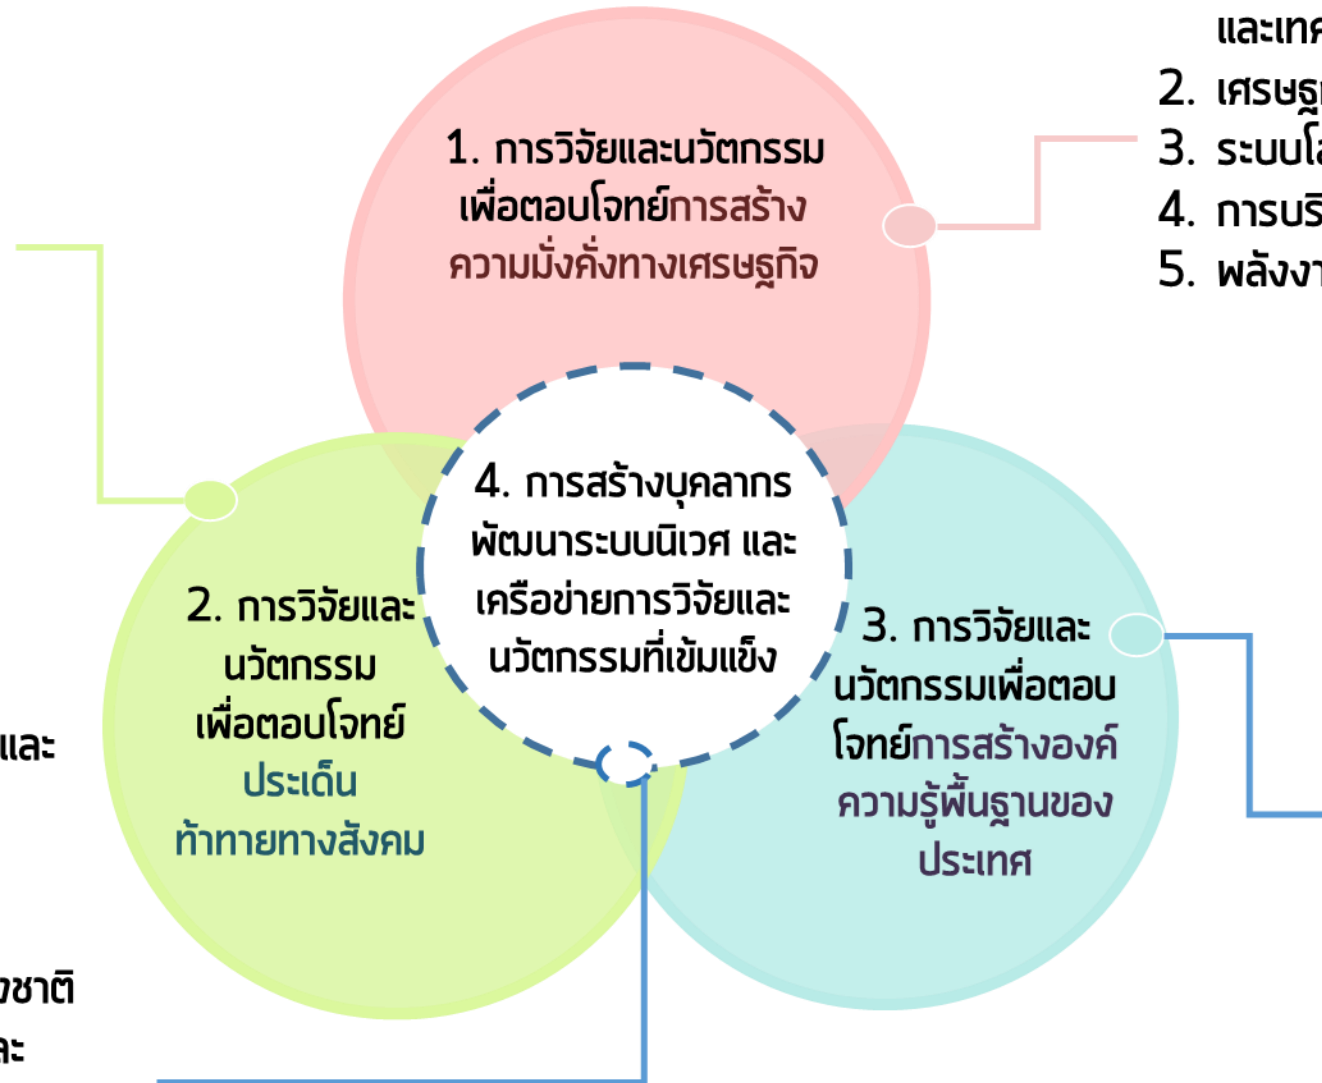 1. การวิจัยและนวัตกรรม
เพื่อตอบโจทย์การสร้าง
ความมั่งคั่งทางเศรษฐกิจ
2.
3.
4.
5.
4. การสร้างบุคลากร
พัฒนาระบบนิเวศ และ
เครือข่ายการวิจัยและ
นวัตกรรมที่เข้มแข็ง
2. การวิจัยและ
นวัตกรรม
เพื่อตอบโจทย์
ประเด็น
ท้าทายทางสังคม
3. การวิจัยและ
นวัตกรรมเพื่อตอบ
โจทย์การสร้างองค์
ความรู้พื้นฐานของ
ประเทศ
และ